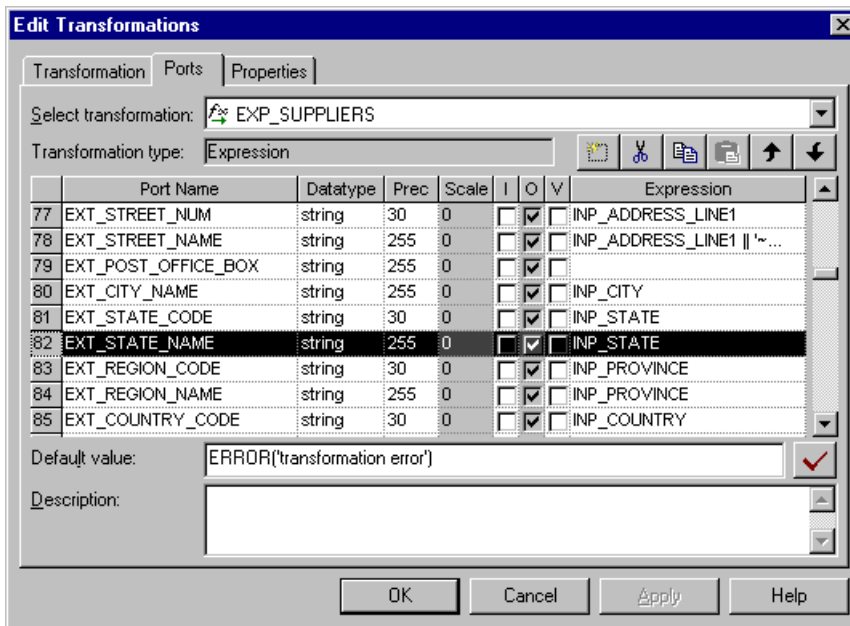 Edit Transformations
Transformation Ports Properties
Select transformation: EXP_SUPPLIERS
Transformation type: Expression
Port Name Datatype Prec Scale I O V Expression
77 EXT_STREET_NUM string 30 0 INP_ADDRESS_LINE1
78 EXT_STREET_NAME string 255 0 INP_ADDRESS_LINE1 || '~...
79 EXT_POST_OFFICE_BOX string 255 0
80 EXT_CITY_NAME string 255 0 INP_CITY
81 EXT_STATE_CODE string 30 0 INP_STATE
82 EXT_STATE_NAME string 255 0 INP_STATE
83 EXT_REGION_CODE string 30 0 INP_PROVINCE
84 EXT_REGION_NAME string 255 0 INP_PROVINCE
85 EXT_COUNTRY_CODE string 30 0 INP_COUNTRY
Default value: ERROR('transformation error')
Description:
OK Cancel Apply Help